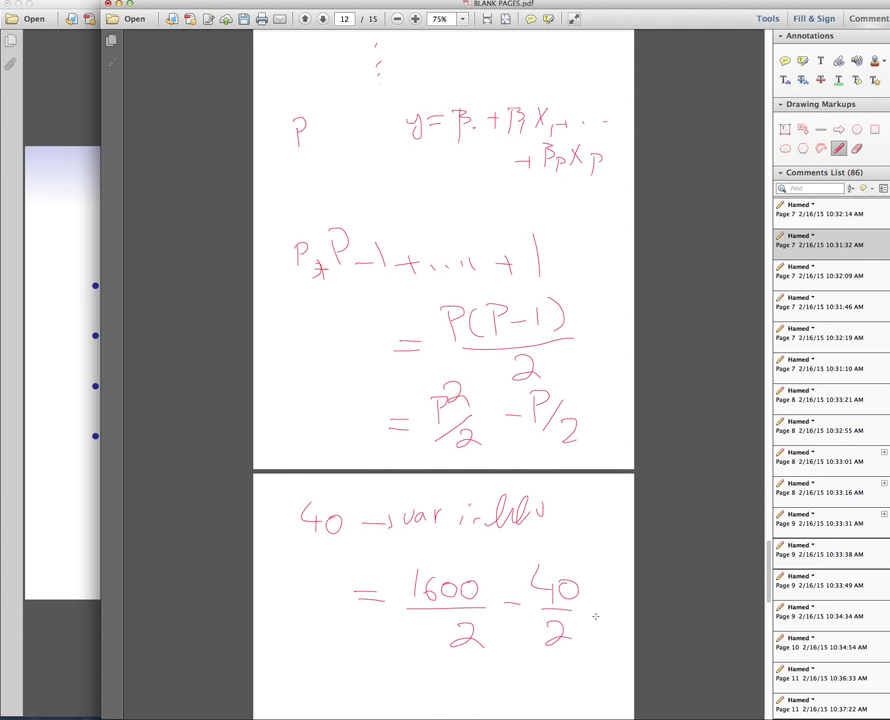 BLANK PAGES.pdf
Open
Open
12 / 15
75%
Tools
Fill & Sign
Comment
Annotations
Drawing Markups
Comments List (86)
Find
Hamed
Page 7 2/16/15 10:32:14 AM
Hamed
Page 7 2/16/15 10:31:32 AM
Hamed
Page 7 2/16/15 10:32:09 AM
Hamed
Page 7 2/16/15 10:31:46 AM
Hamed
Page 7 2/16/15 10:32:19 AM
Hamed
Page 7 2/16/15 10:31:10 AM
Hamed
Page 8 2/16/15 10:33:21 AM
Hamed
Page 8 2/16/15 10:32:55 AM
Hamed
Page 8 2/16/15 10:33:01 AM
Hamed
Page 8 2/16/15 10:33:16 AM
Hamed
Page 9 2/16/15 10:33:31 AM
Hamed
Page 9 2/16/15 10:33:38 AM
Hamed
Page 9 2/16/15 10:33:49 AM
Hamed
Page 9 2/16/15 10:34:34 AM
Hamed
Page 10 2/16/15 10:34:54 AM
Hamed
Page 11 2/16/15 10:36:33 AM
Hamed
Page 11 2/16/15 10:37:22 AM
P y = β0 + β1 X1 + ...
+ βp Xp
P + P - 1 + ..... + 1
= P(P-1)/2
= P²/2 - P/2
40 → variables
= 1600/2 - 40/2